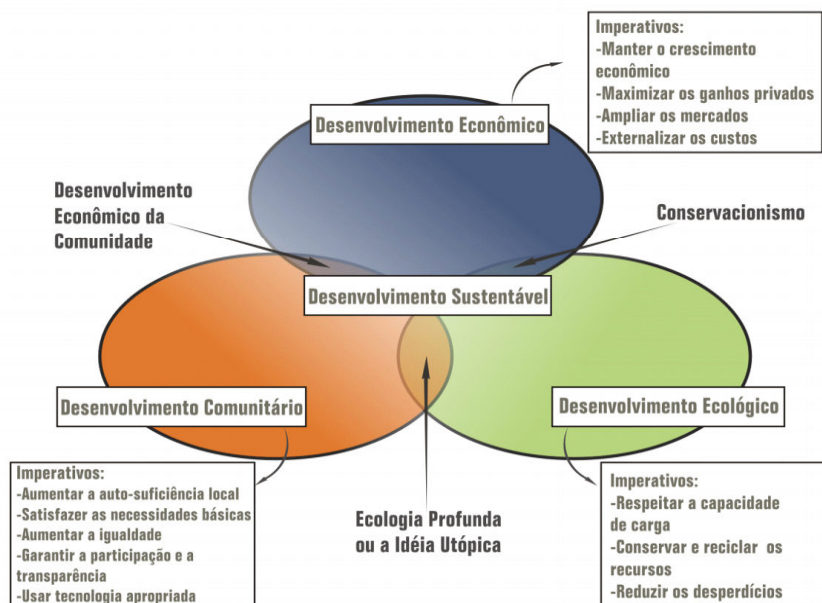 Imperativos:
-Manter o crescimento
econômico
-Maximizar os ganhos privados
-Ampliar os mercados
-Externalizar os custos
Desenvolvimento Econômico
Desenvolvimento
Econômico da
Comunidade
Conservacionismo
Desenvolvimento Sustentável
Desenvolvimento Comunitário
Desenvolvimento Ecológico
Imperativos:
-Aumentar a auto-suficiência local
-Satisfazer as necessidades básicas
-Aumentar a igualdade
-Garantir a participação e a
transparência
-Usar tecnologia apropriada
Ecologia Profunda
ou a Idéia Utópica
Imperativos:
-Respeitar a capacidade
de carga
-Conservar e reciclar os
recursos
-Reduzir os desperdícios